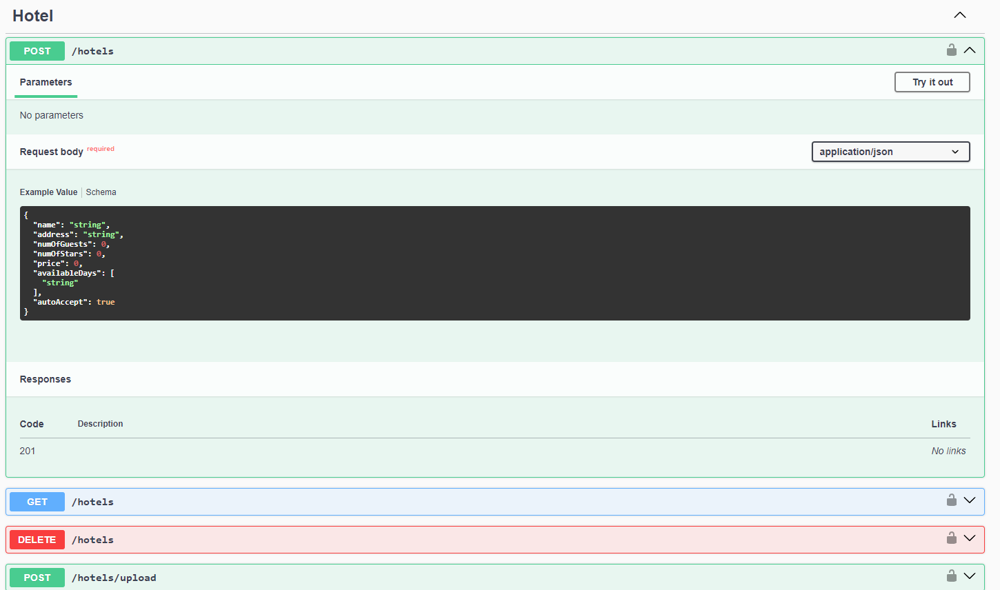 Hotel
POST /hotels
Parameters Try it out
No parameters
Request body required application/json
Example Value Schema
{
  "name": "string",
  "address": "string",
  "numOfGuests": 0,
  "numOfStars": 0,
  "price": 0,
  "availableDays": [
    "string"
  ],
  "autoAccept": true
}
Responses
Code Description Links
201 No links
GET /hotels
DELETE /hotels
POST /hotels/upload